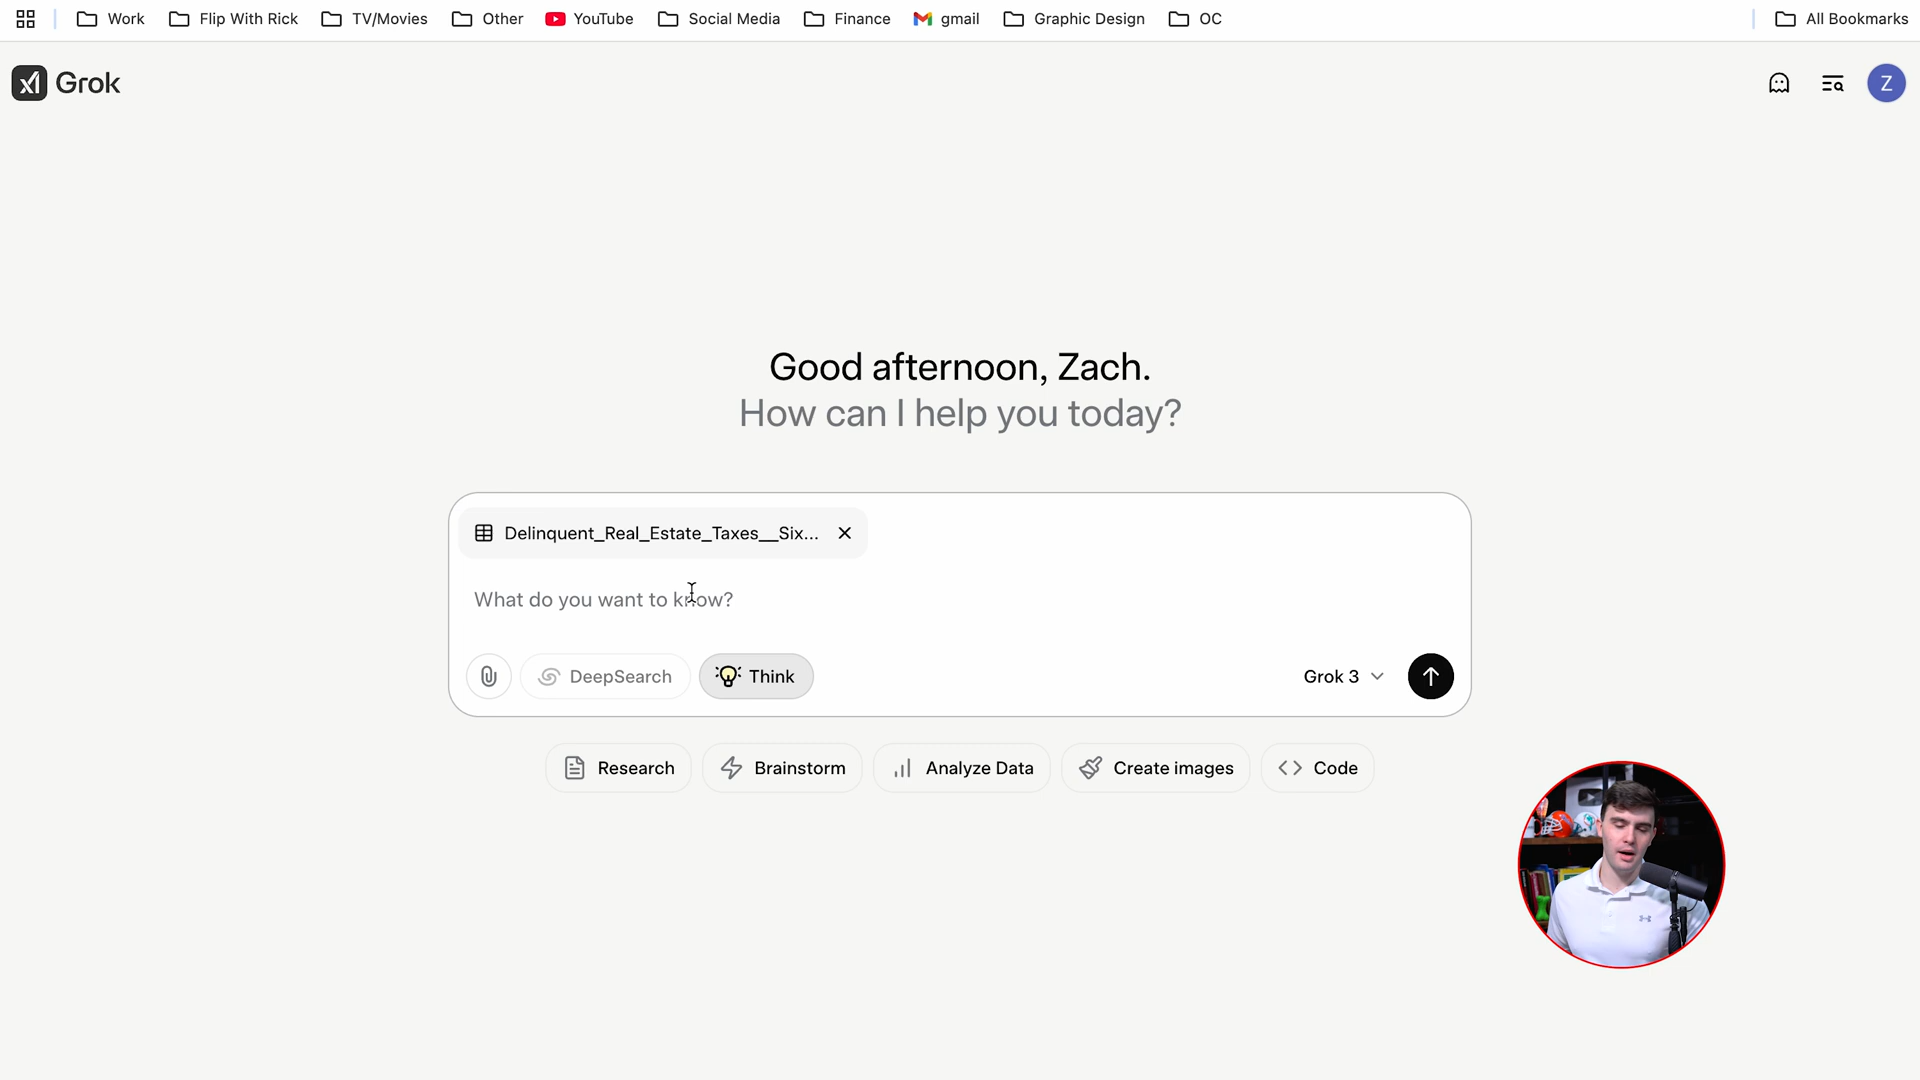 Work Flip With Rick TV/Movies Other YouTube Social Media Finance gmail Graphic Design OC All Bookmarks
Grok
Z
Good afternoon, Zach.
How can I help you today?
Delinquent_Real_Estate_Taxes__Six...
What do you want to know?
DeepSearch Think Grok 3
Research Brainstorm Analyze Data Create images Code